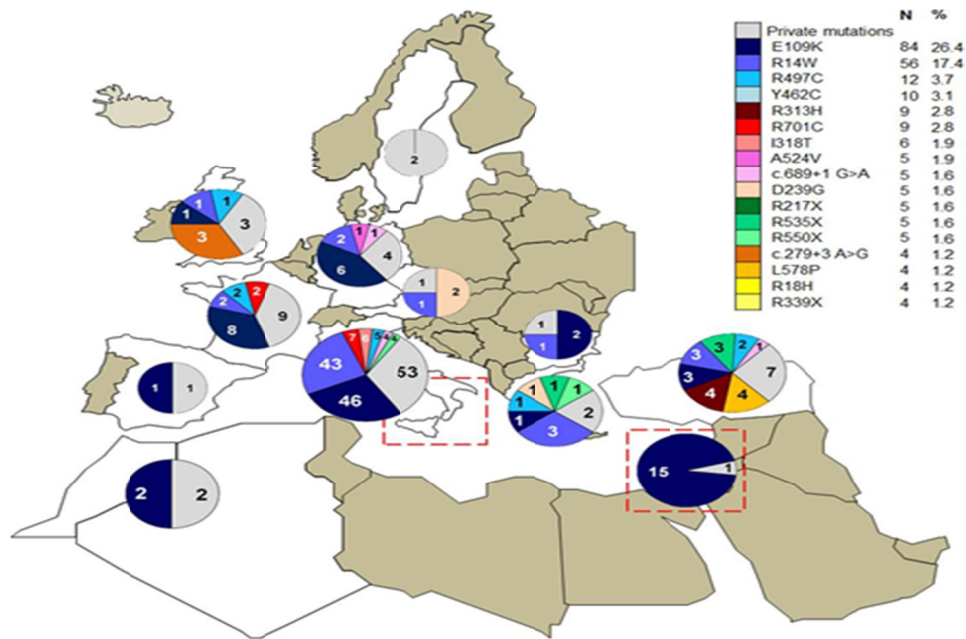 N %
Private mutations
E109K 84 26.4
R14W 56 17.4
R497C 12 3.7
Y462C 10 3.1
R313H 9 2.8
R701C 9 2.8
I318T 6 1.9
A524V 5 1.9
c.689+1 G>A 5 1.6
D239G 5 1.6
R217X 5 1.6
R535X 5 1.6
R550X 5 1.6
c.279+3 A>G 4 1.2
L578P 4 1.2
R18H 4 1.2
R339X 4 1.2
2
1 1
1 3
3
2 1 1
6 4
1 2
1
2 2 2
8 9
7 6 5
43 53
46
1 1
1 2
1
1 1 1
1 2
1 3
3 3 2 1
3 7
4 4
15 1
2 2